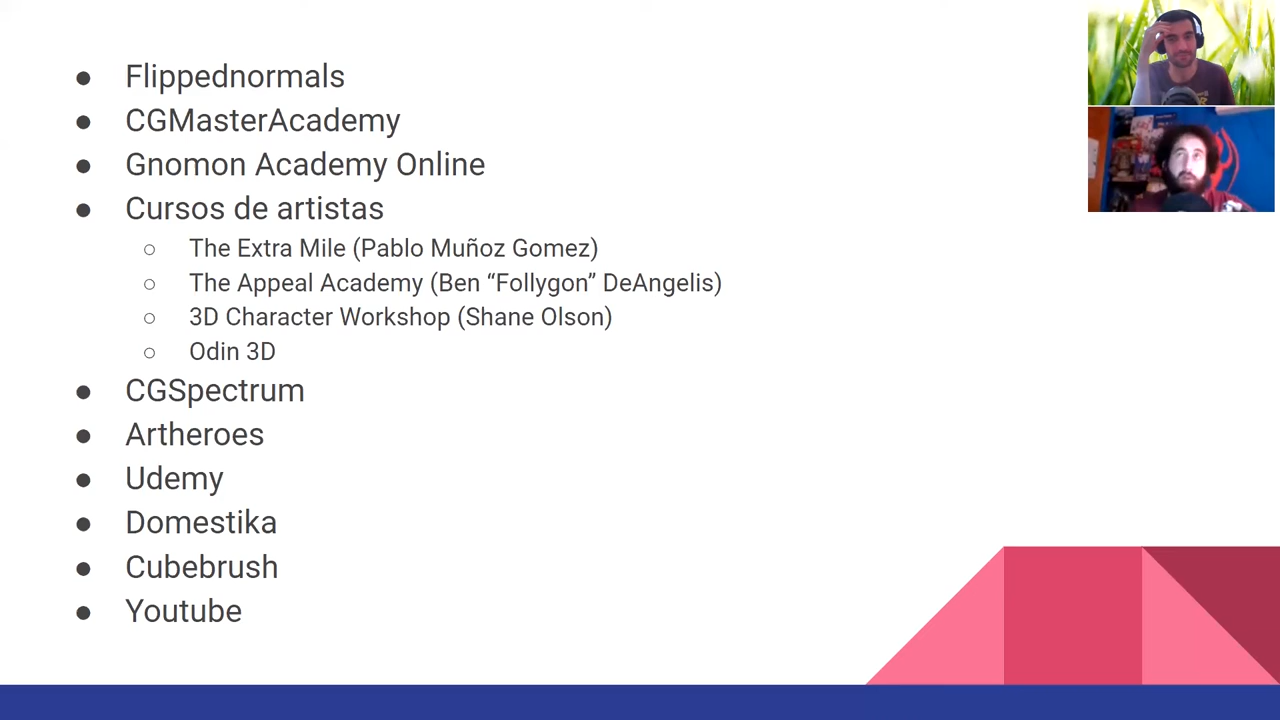 ● Flippednormals
● CGMasterAcademy
● Gnomon Academy Online
● Cursos de artistas
○ The Extra Mile (Pablo Muñoz Gomez)
○ The Appeal Academy (Ben “Follygon” DeAngelis)
○ 3D Character Workshop (Shane Olson)
○ Odin 3D
● CGSpectrum
● Artheroes
● Udemy
● Domestika
● Cubebrush
● Youtube